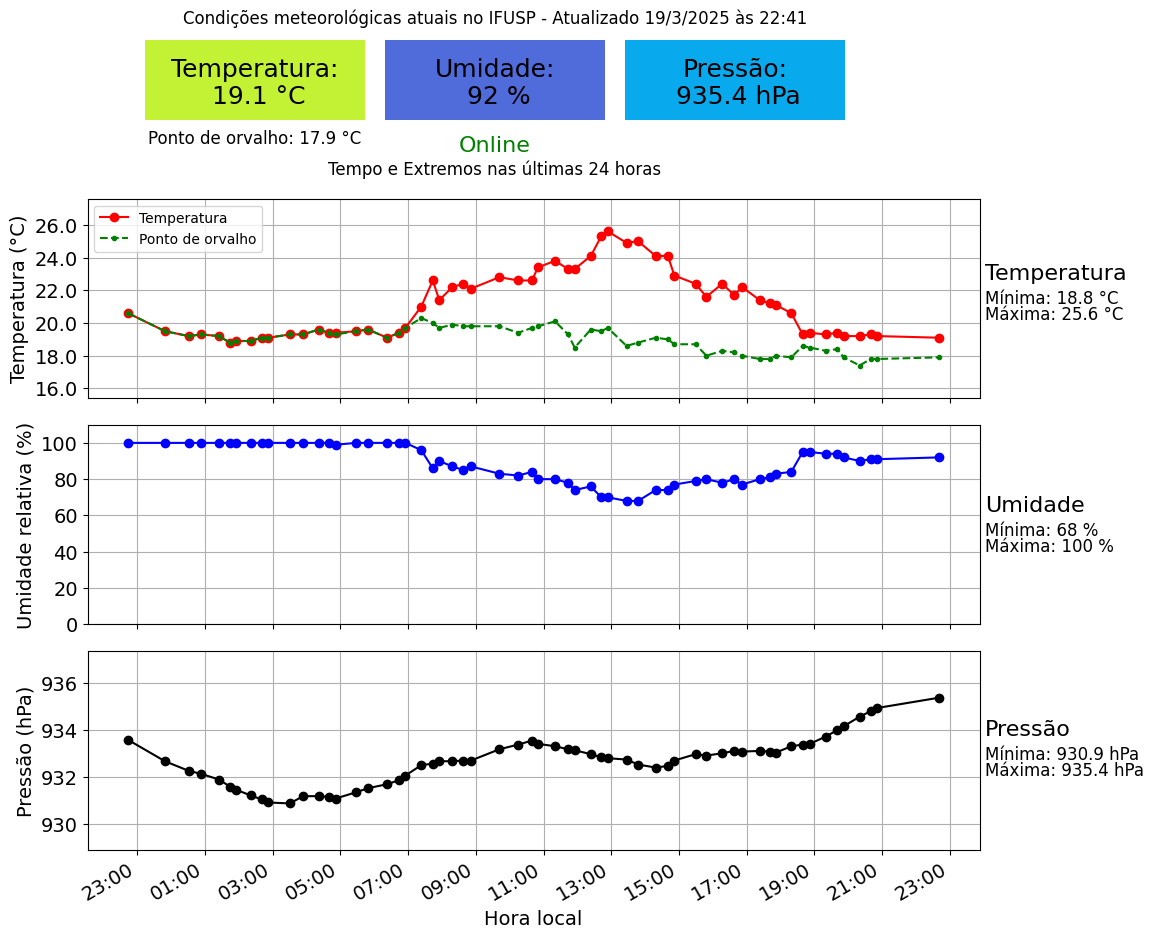 Condições meteorológicas atuais no IFUSP - Atualizado 19/3/2025 às 22:41
Temperatura:
19.1 °C
Umidade:
92 %
Pressão:
935.4 hPa
Ponto de orvalho: 17.9 °C
Online
Tempo e Extremos nas últimas 24 horas
Temperatura (°C)
26.0
24.0
22.0
20.0
18.0
16.0
Temperatura
Ponto de orvalho
Temperatura
Mínima: 18.8 °C
Máxima: 25.6 °C
Umidade relativa (%)
100
80
60
40
20
0
Umidade
Mínima: 68 %
Máxima: 100 %
Pressão (hPa)
936
934
932
930
Pressão
Mínima: 930.9 hPa
Máxima: 935.4 hPa
23:00 01:00 03:00 05:00 07:00 09:00 11:00 13:00 15:00 17:00 19:00 21:00 23:00
Hora local